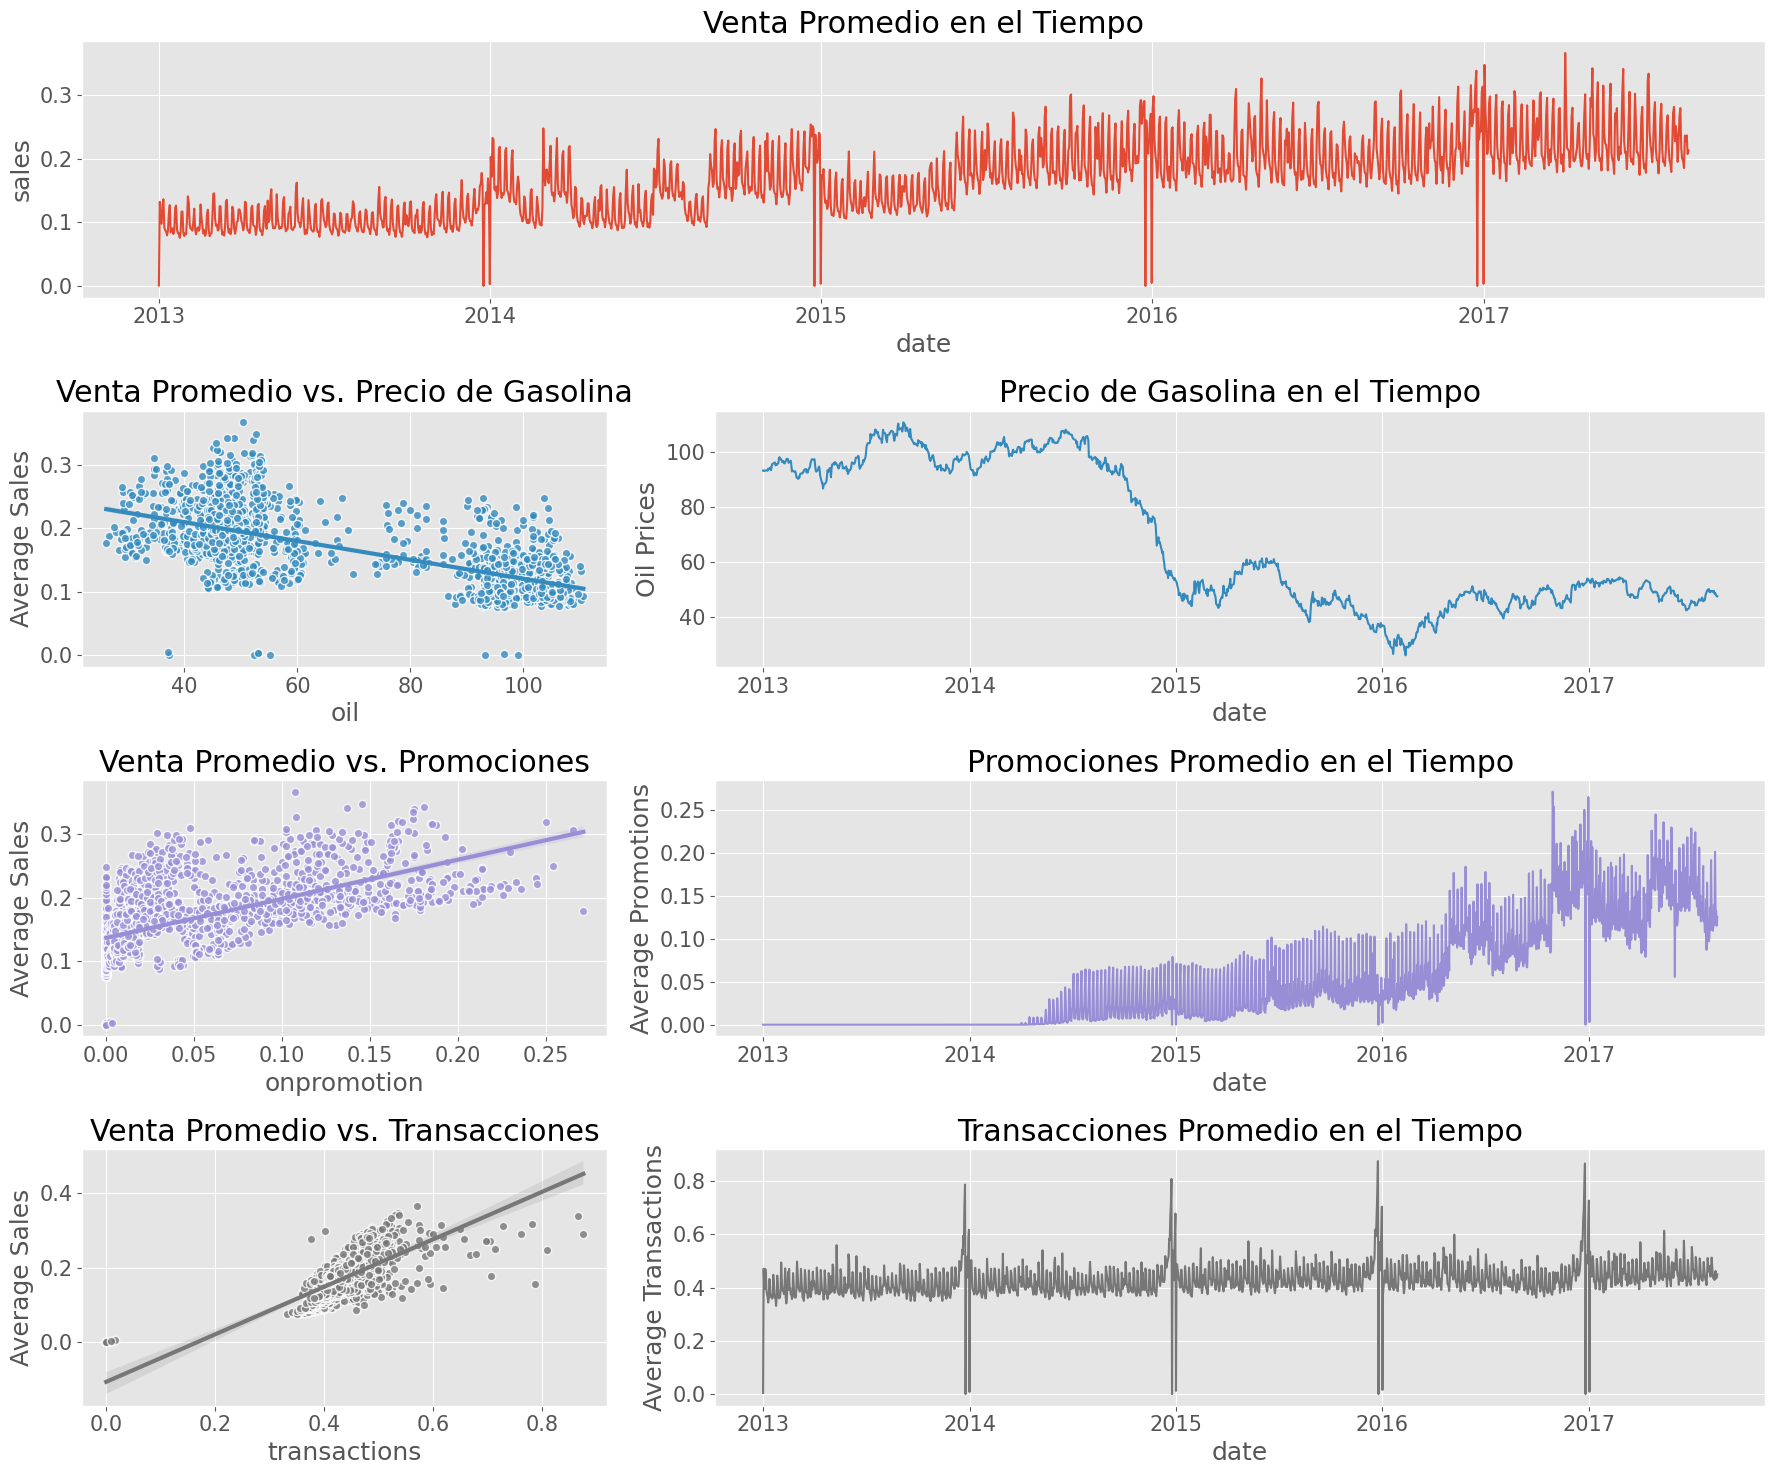 Venta Promedio en el Tiempo
sales
0.3
0.2
0.1
0.0
2013 2014 2015 2016 2017
date
Venta Promedio vs. Precio de Gasolina
Average Sales
0.3
0.2
0.1
0.0
40 60 80 100
oil
Precio de Gasolina en el Tiempo
Oil Prices
100
80
60
40
2013 2014 2015 2016 2017
date
Venta Promedio vs. Promociones
Average Sales
0.3
0.2
0.1
0.0
0.00 0.05 0.10 0.15 0.20 0.25
onpromotion
Promociones Promedio en el Tiempo
Average Promotions
0.25
0.20
0.15
0.10
0.05
0.00
2013 2014 2015 2016 2017
date
Venta Promedio vs. Transacciones
Average Sales
0.4
0.2
0.0
0.0 0.2 0.4 0.6 0.8
transactions
Transacciones Promedio en el Tiempo
Average Transactions
0.8
0.6
0.4
0.2
0.0
2013 2014 2015 2016 2017
date